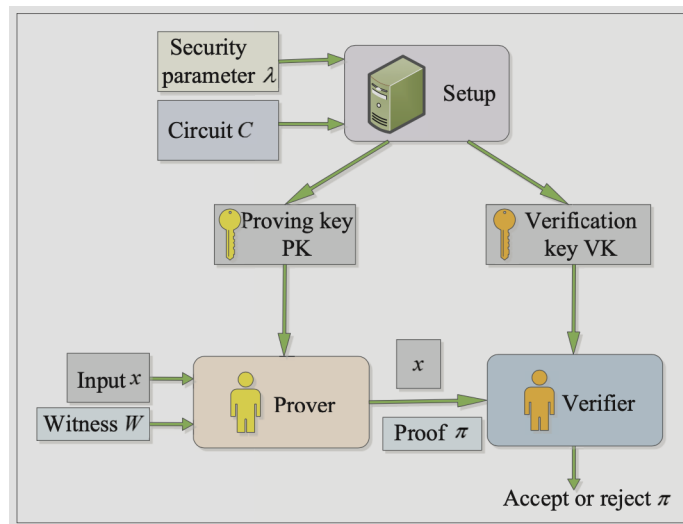 Security
parameter λ
Setup
Circuit C
Proving key
PK
Verification
key VK
Input x
x
Prover
Verifier
Witness W
Proof π
Accept or reject π